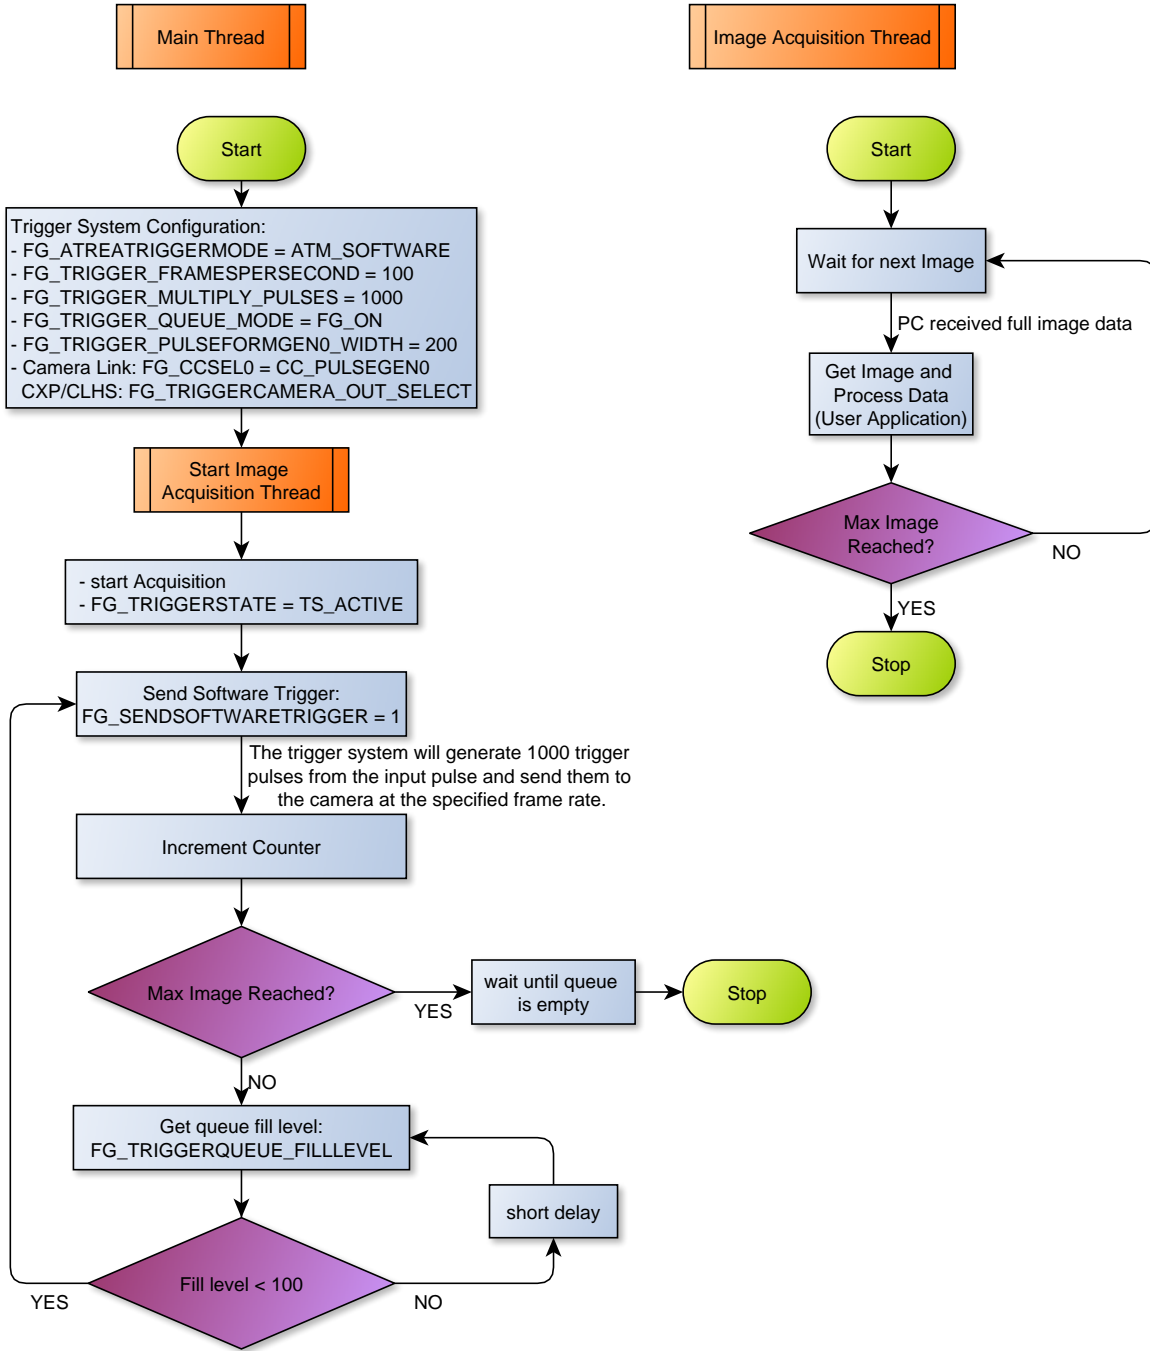 Main Thread
Start
Trigger System Configuration:
- FG_ATREATRIGGERMODE = ATM_SOFTWARE
- FG_TRIGGER_FRAMESPERSECOND = 100
- FG_TRIGGER_MULTIPLY_PULSES = 1000
- FG_TRIGGER_QUEUE_MODE = FG_ON
- FG_TRIGGER_PULSEFORMGEN0_WIDTH = 200
- Camera Link: FG_CCSEL0 = CC_PULSEGEN0
CXP/CLHS: FG_TRIGGERCAMERA_OUT_SELECT
Start Image
Acquisition Thread
- start Acquisition
- FG_TRIGGERSTATE = TS_ACTIVE
Send Software Trigger:
FG_SENDSOFTWARETRIGGER = 1
The trigger system will generate 1000 trigger
pulses from the input pulse and send them to
the camera at the specified frame rate.
Increment Counter
Max Image Reached?
YES
wait until queue
is empty
Stop
NO
Get queue fill level:
FG_TRIGGERQUEUE_FILLLEVEL
short delay
Fill level < 100
YES
NO
Image Acquisition Thread
Start
Wait for next Image
PC received full image data
Get Image and
Process Data
(User Application)
Max Image
Reached?
NO
YES
Stop